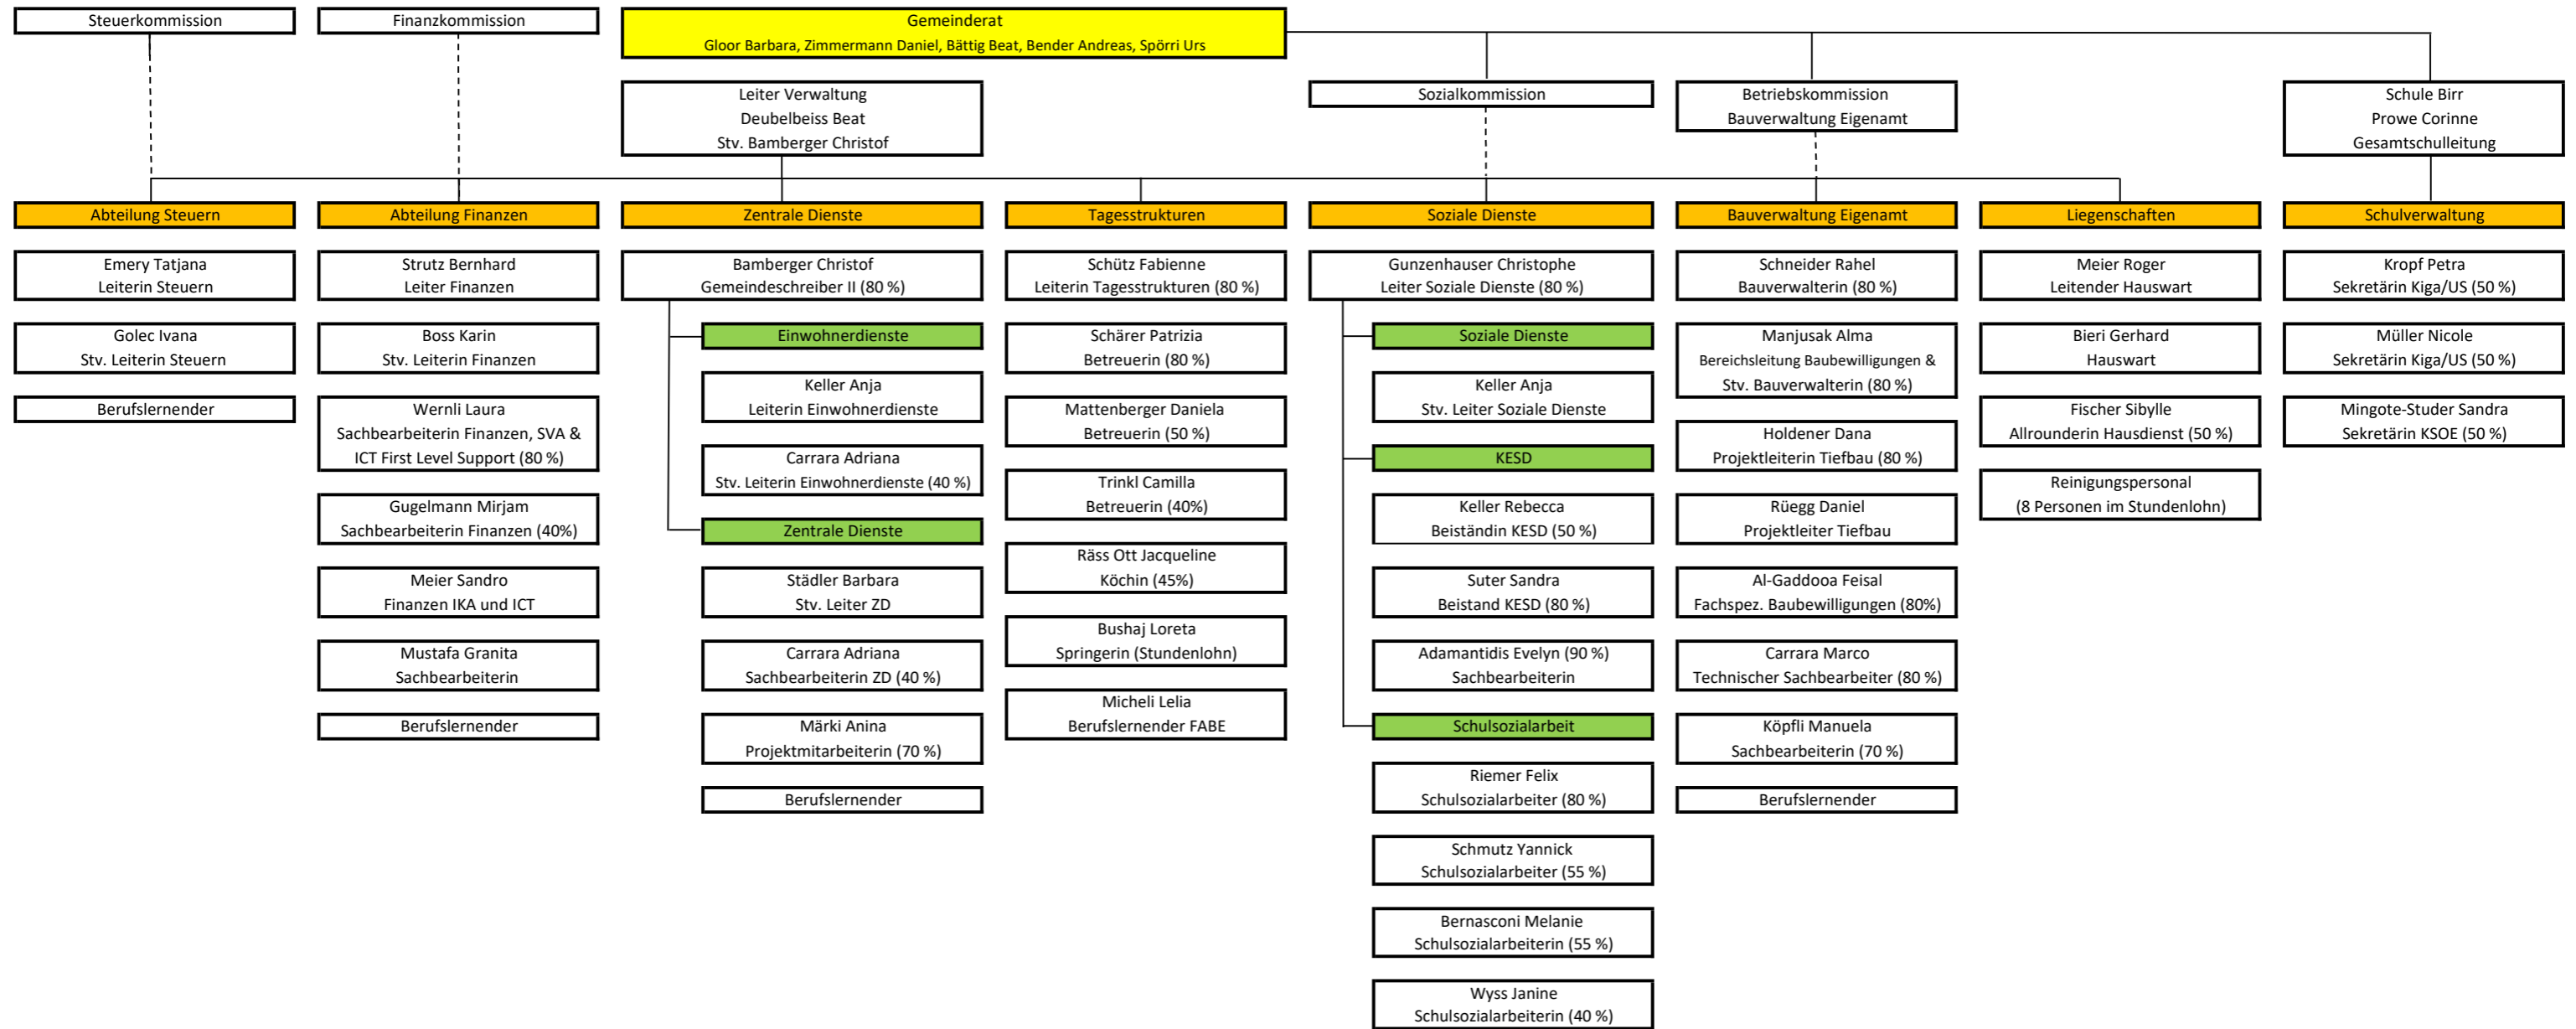 Steuerkommission
Finanzkommission
Gemeinderat
Gloor Barbara, Zimmermann Daniel, Bättig Beat, Bender Andreas, Spörri Urs
Leiter Verwaltung
Deubelbeiss Beat
Stv. Bamberger Christof
Sozialkommission
Betriebskommission
Bauverwaltung Eigenamt
Schule Birr
Prowe Corinne
Gesamtschulleitung
Abteilung Steuern
Emery Tatjana
Leiterin Steuern
Golec Ivana
Stv. Leiterin Steuern
Berufslernender
Abteilung Finanzen
Strutz Bernhard
Leiter Finanzen
Boss Karin
Stv. Leiterin Finanzen
Wernli Laura
Sachbearbeiterin Finanzen, SVA &
ICT First Level Support (80 %)
Gugelmann Mirjam
Sachbearbeiterin Finanzen (40%)
Meier Sandro
Finanzen IKA und ICT
Mustafa Granita
Sachbearbeiterin
Berufslernender
Zentrale Dienste
Bamberger Christof
Gemeindeschreiber II (80 %)
Einwohnerdienste
Keller Anja
Leiterin Einwohnerdienste
Carrara Adriana
Stv. Leiterin Einwohnerdienste (40 %)
Zentrale Dienste
Städler Barbara
Stv. Leiter ZD
Carrara Adriana
Sachbearbeiterin ZD (40 %)
Märki Anina
Projektmitarbeiterin (70 %)
Berufslernender
Tagesstrukturen
Schütz Fabienne
Leiterin Tagesstrukturen (80 %)
Schärer Patrizia
Betreuerin (80 %)
Mattenberger Daniela
Betreuerin (50 %)
Trinkl Camilla
Betreuerin (40%)
Räss Ott Jacqueline
Köchin (45%)
Bushaj Loreta
Springerin (Stundenlohn)
Micheli Lelia
Berufslernender FABE
Soziale Dienste
Gunzenhauser Christophe
Leiter Soziale Dienste (80 %)
Soziale Dienste
Keller Anja
Stv. Leiter Soziale Dienste
KESD
Keller Rebecca
Beiständin KESD (50 %)
Suter Sandra
Beistand KESD (80 %)
Adamantidis Evelyn (90 %)
Sachbearbeiterin
Schulsozialarbeit
Riemer Felix
Schulsozialarbeiter (80 %)
Schmutz Yannick
Schulsozialarbeiter (55 %)
Bernasconi Melanie
Schulsozialarbeiterin (55 %)
Wyss Janine
Schulsozialarbeiterin (40 %)
Bauverwaltung Eigenamt
Schneider Rahel
Bauverwalterin (80 %)
Manjusak Alma
Bereichsleitung Baubewilligungen &
Stv. Bauverwalterin (80 %)
Holdener Dana
Projektleiterin Tiefbau (80 %)
Rüegg Daniel
Projektleiter Tiefbau
Al-Gaddooa Feisal
Fachspez. Baubewilligungen (80%)
Carrara Marco
Technischer Sachbearbeiter (80 %)
Köpfli Manuela
Sachbearbeiterin (70 %)
Berufslernender
Liegenschaften
Meier Roger
Leitender Hauswart
Bieri Gerhard
Hauswart
Fischer Sibylle
Allrounderin Hausdienst (50 %)
Reinigungspersonal
(8 Personen im Stundenlohn)
Schulverwaltung
Kropf Petra
Sekretärin Kiga/US (50 %)
Müller Nicole
Sekretärin Kiga/US (50 %)
Mingote-Studer Sandra
Sekretärin KSOE (50 %)